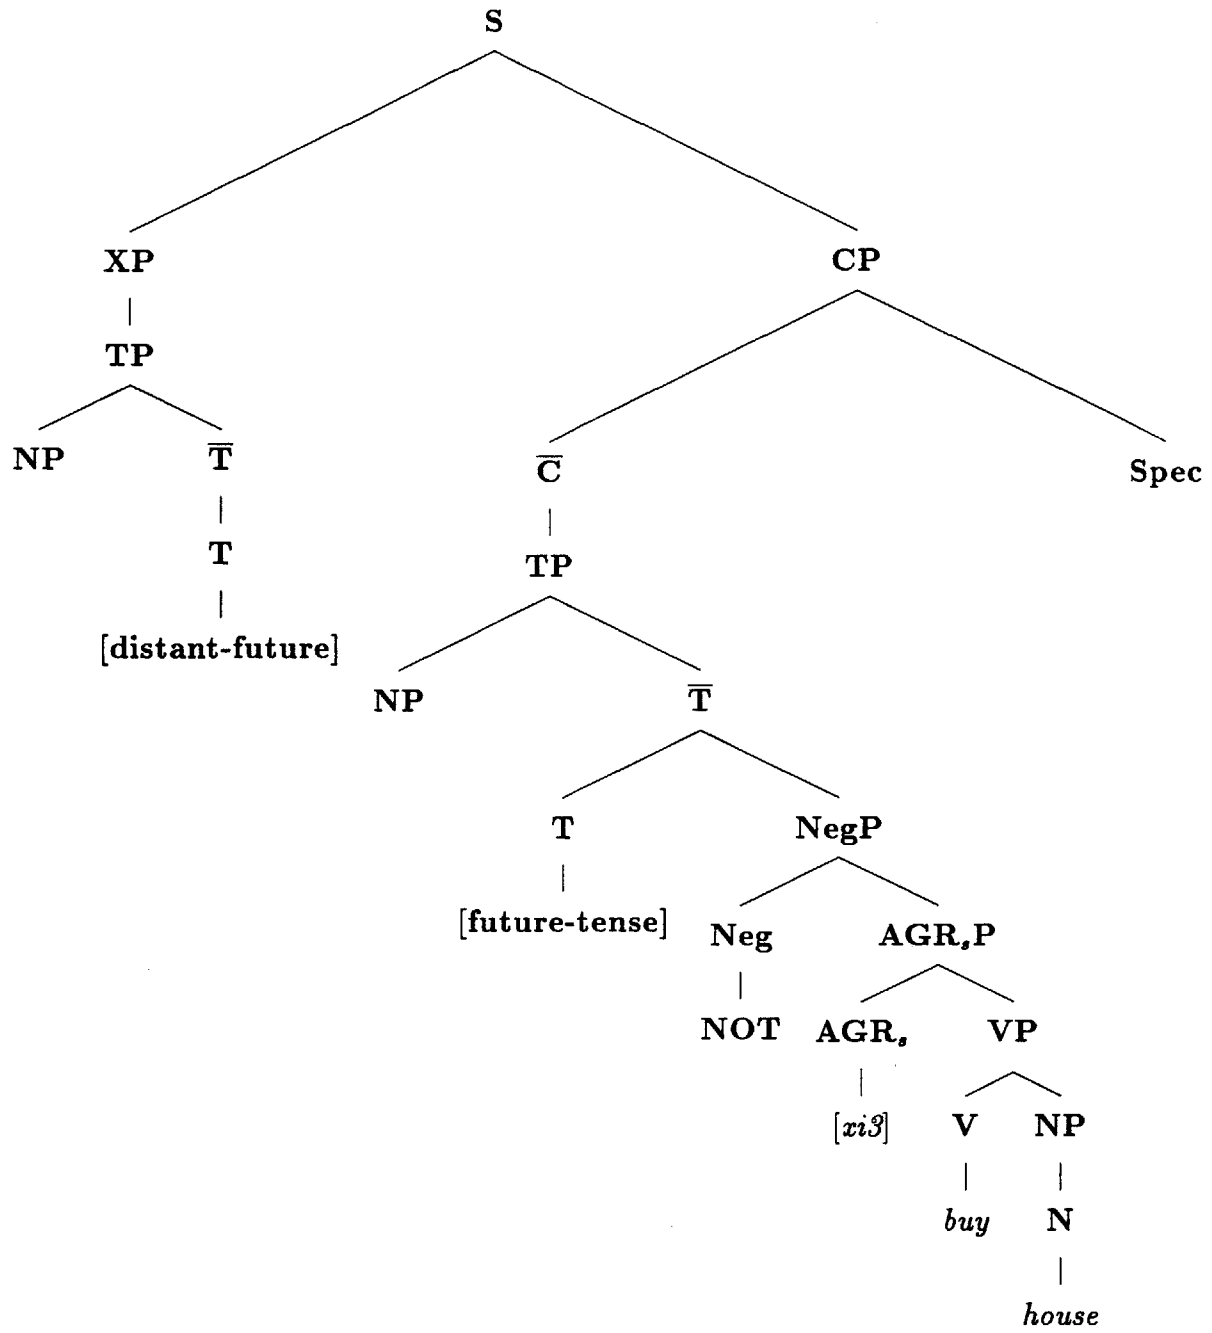 S
XP CP
TP
NP T̅ C̅ Spec
T TP
[distant-future]
NP T̅
T NegP
[future-tense] Neg AGRₛP
NOT AGRₛ VP
[xi3] V NP
buy N
house